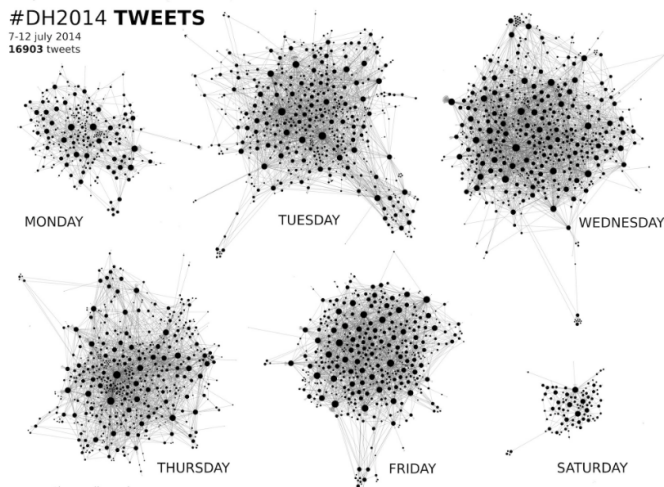 #DH2014 TWEETS
7-12 july 2014
16903 tweets
MONDAY
TUESDAY
WEDNESDAY
THURSDAY
FRIDAY
SATURDAY